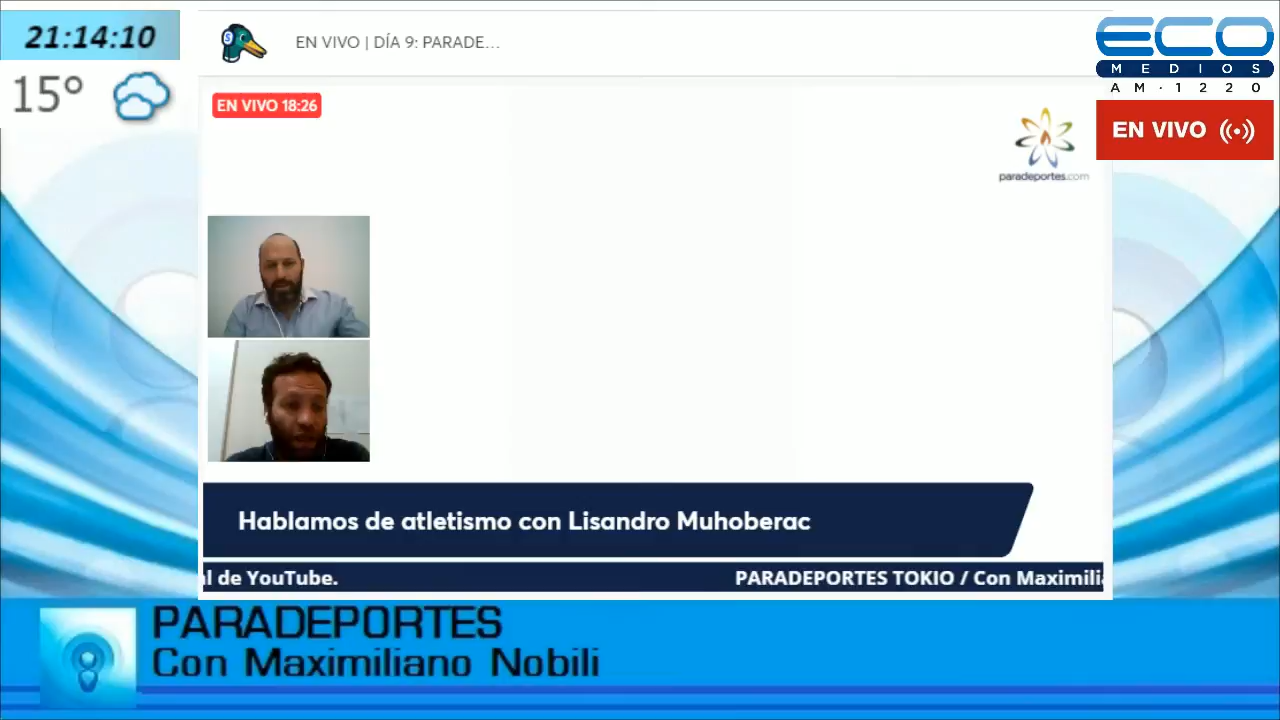 21:14:10
15°
S
EN VIVO | DÍA 9: PARADE...
ECO
MEDIOS
AM·1220
EN VIVO
EN VIVO 18:26
paradeportes.com
Hablamos de atletismo con Lisandro Muhoberac
al de YouTube. PARADEPORTES TOKIO / Con Maximilia
PARADEPORTES
Con Maximiliano Nobili